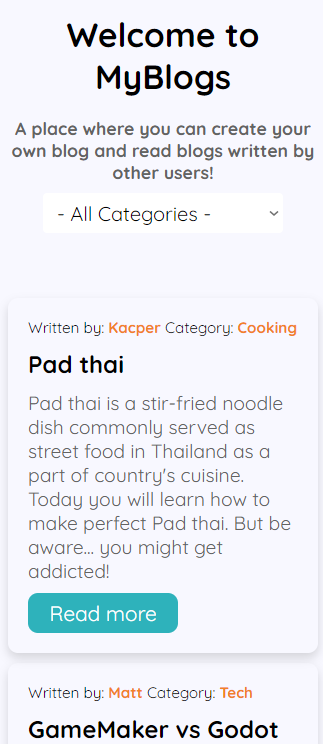 Welcome to
MyBlogs
A place where you can create your
own blog and read blogs written by
other users!
- All Categories -
Written by: Kacper Category: Cooking
Pad thai
Pad thai is a stir-fried noodle
dish commonly served as
street food in Thailand as a
part of country's cuisine.
Today you will learn how to
make perfect Pad thai. But be
aware... you might get
addicted!
Read more
Written by: Matt Category: Tech
GameMaker vs Godot